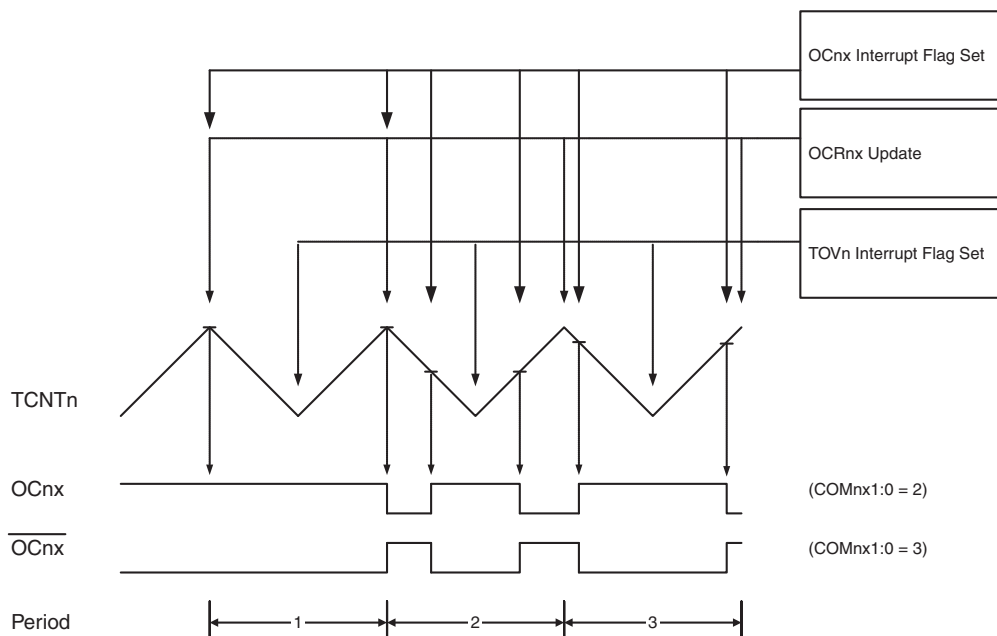 OCnx Interrupt Flag Set
OCRnx Update
TOVn Interrupt Flag Set
TCNTn
OCnx
(COMnx1:0 = 2)
OCnx
(COMnx1:0 = 3)
Period
1
2
3